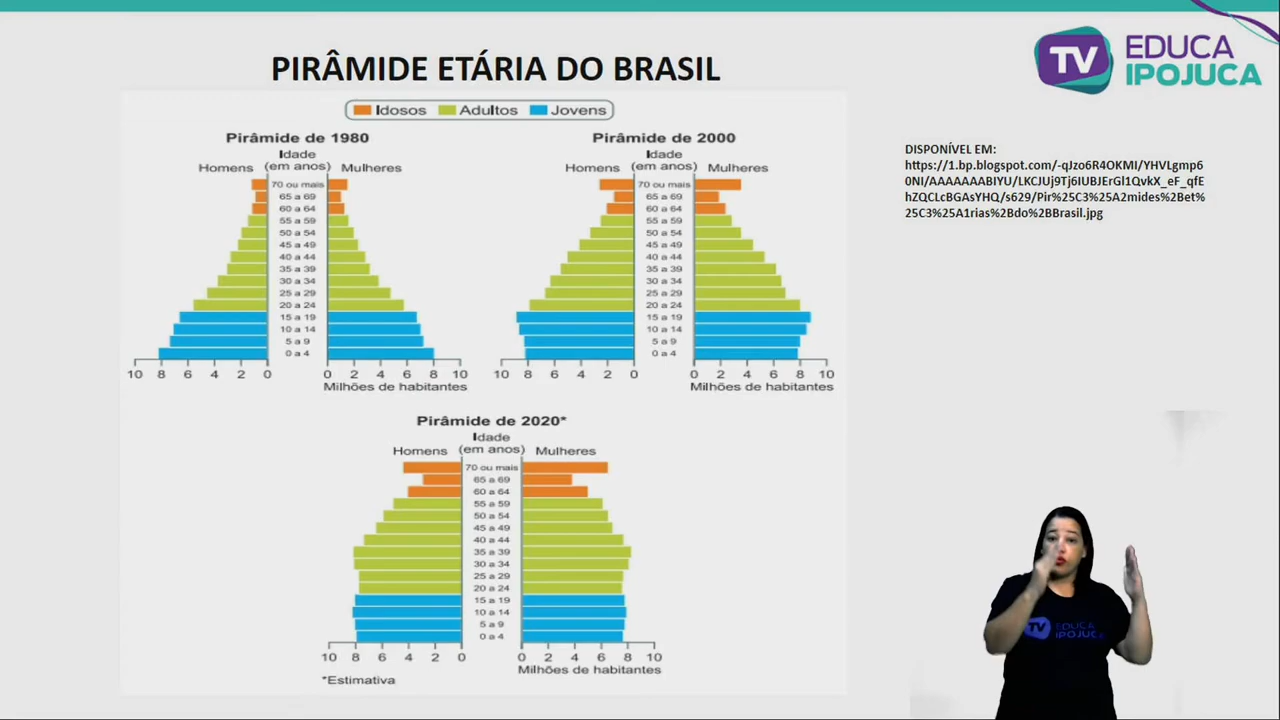 PIRÂMIDE ETÁRIA DO BRASIL
TV EDUCA
IPOJUCA
Idosos Adultos Jovens
Pirâmide de 1980
Idade
(em anos)
Homens Mulheres
70 ou mais
65 a 69
60 a 64
55 a 59
50 a 54
45 a 49
40 a 44
35 a 39
30 a 34
25 a 29
20 a 24
15 a 19
10 a 14
5 a 9
0 a 4
10 8 6 4 2 0 0 2 4 6 8 10
Milhões de habitantes
Pirâmide de 2000
Idade
(em anos)
Homens Mulheres
70 ou mais
65 a 69
60 a 64
55 a 59
50 a 54
45 a 49
40 a 44
35 a 39
30 a 34
25 a 29
20 a 24
15 a 19
10 a 14
5 a 9
0 a 4
10 8 6 4 2 0 0 2 4 6 8 10
Milhões de habitantes
DISPONÍVEL EM:
https://1.bp.blogspot.com/-qJzo6R4OKMI/YHVLgmp6
0NI/AAAAAAABIYU/LKCJUj9Tj6IUBJErGl1QvkX_eF_qfE
hZQCLcBGAsYHQ/s629/Pir%25C3%25A2mides%2Bet%
25C3%25A1rias%2Bdo%2BBrasil.jpg
Pirâmide de 2020*
Idade
(em anos)
Homens Mulheres
70 ou mais
65 a 69
60 a 64
55 a 59
50 a 54
45 a 49
40 a 44
35 a 39
30 a 34
25 a 29
20 a 24
15 a 19
10 a 14
5 a 9
0 a 4
10 8 6 4 2 0 0 2 4 6 8 10
Milhões de habitantes
*Estimativa
TV EDUCA
IPOJUCA